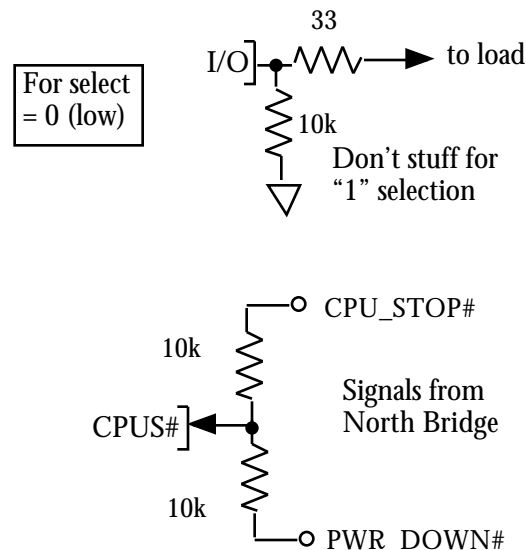 33
I/O
to load
For select
= 0 (low)
10k
Don't stuff for
“1” selection
CPU_STOP#
10k
Signals from
North Bridge
CPUS#
10k
PWR_DOWN#